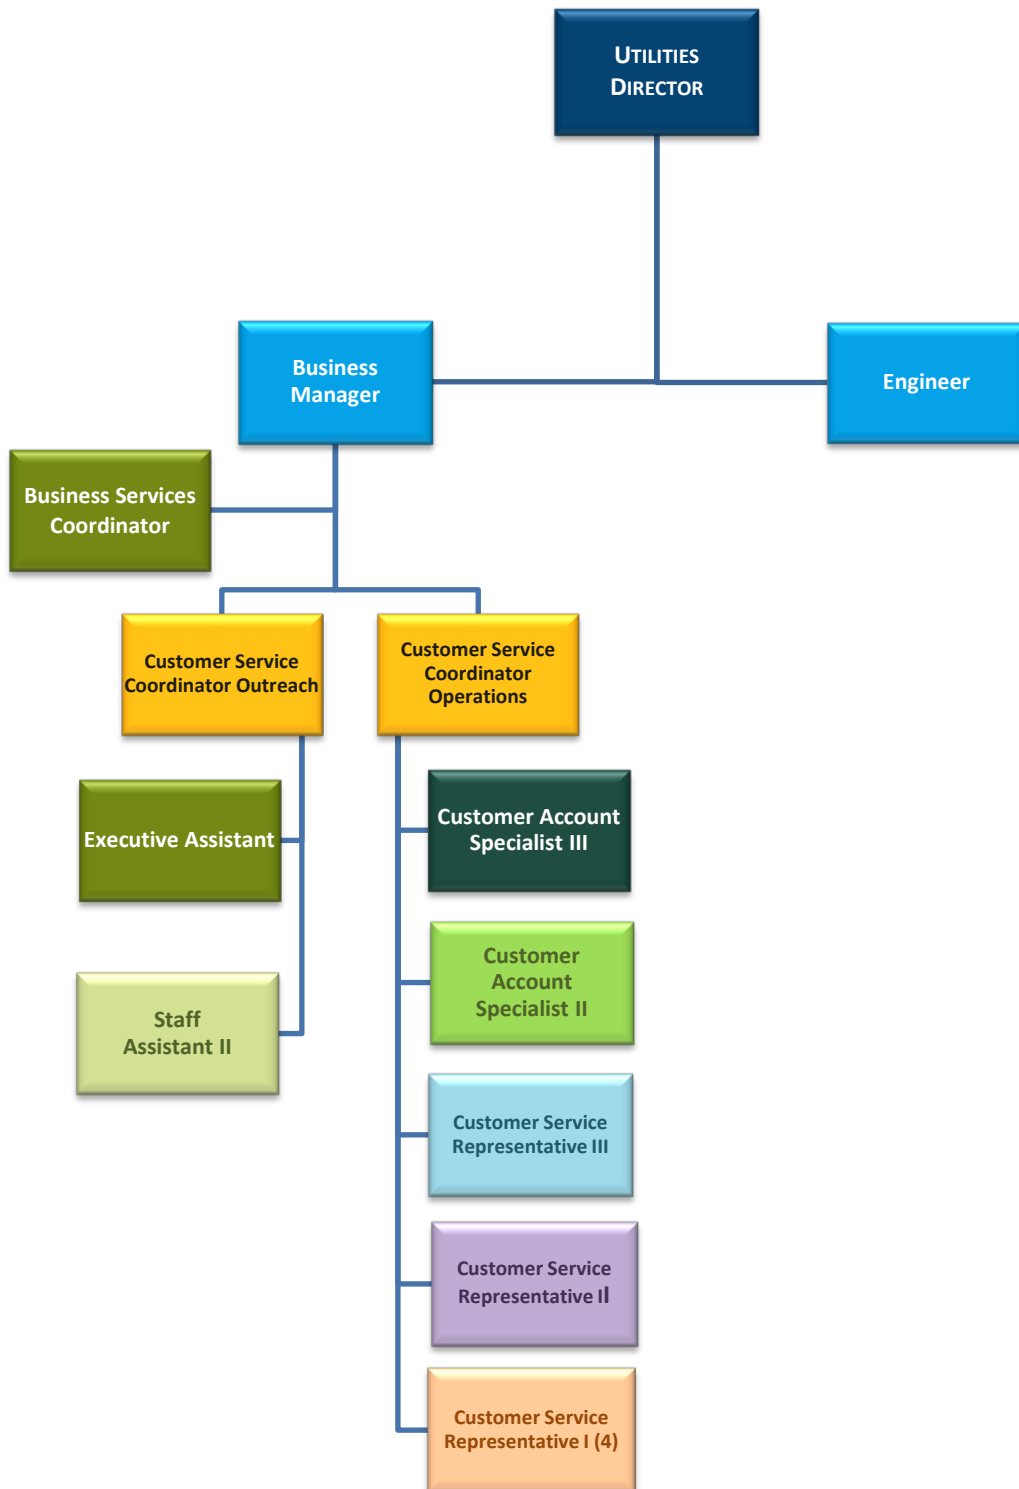 UTILITIES
DIRECTOR
Business
Manager
Engineer
Business Services
Coordinator
Customer Service
Coordinator Outreach
Customer Service
Coordinator
Operations
Executive Assistant
Staff
Assistant II
Customer Account
Specialist III
Customer
Account
Specialist II
Customer Service
Representative III
Customer Service
Representative II
Customer Service
Representative I (4)